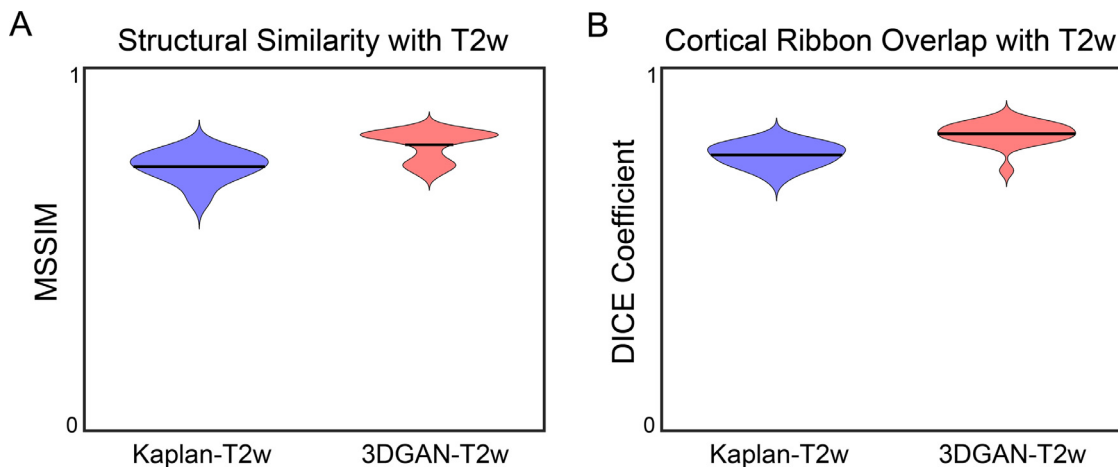 A
Structural Similarity with T2w
1
MSSIM
0
Kaplan-T2w 3DGAN-T2w
B
Cortical Ribbon Overlap with T2w
1
DICE Coefficient
0
Kaplan-T2w 3DGAN-T2w